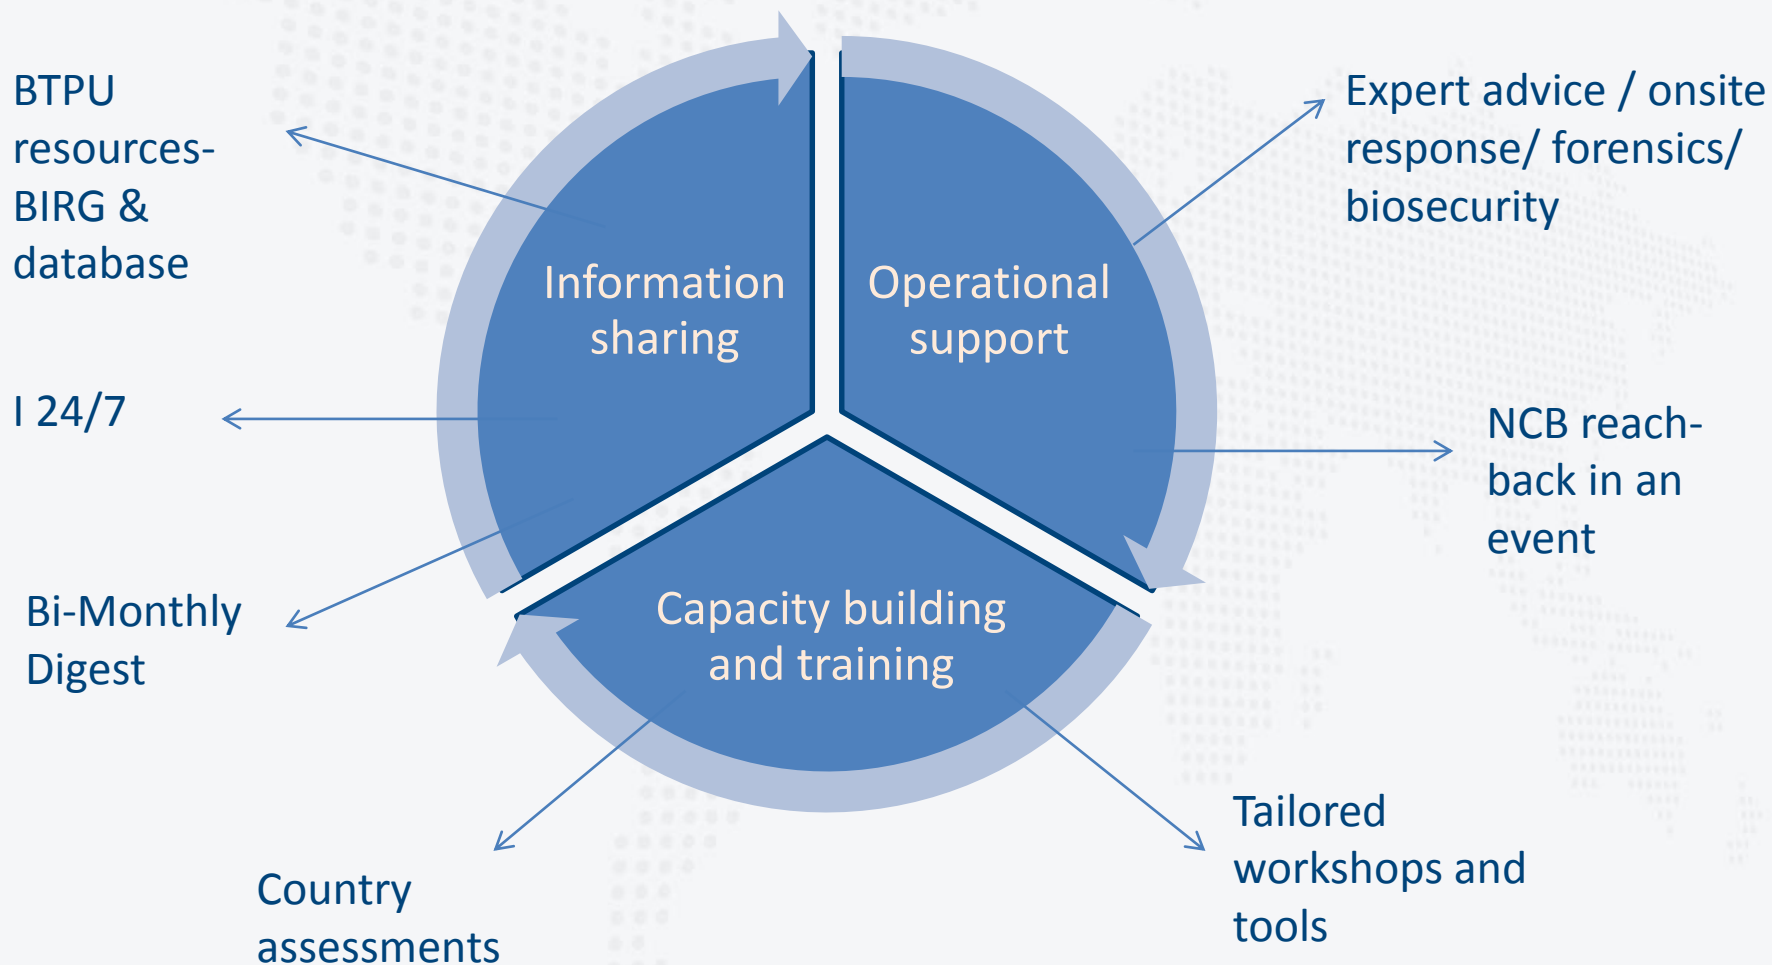 BTPU
resources-
BIRG &
database
I 24/7
Bi-Monthly
Digest
Information
sharing
Operational
support
Capacity building
and training
Expert advice / onsite
response/ forensics/
biosecurity
NCB reach-
back in an
event
Country
assessments
Tailored
workshops and
tools